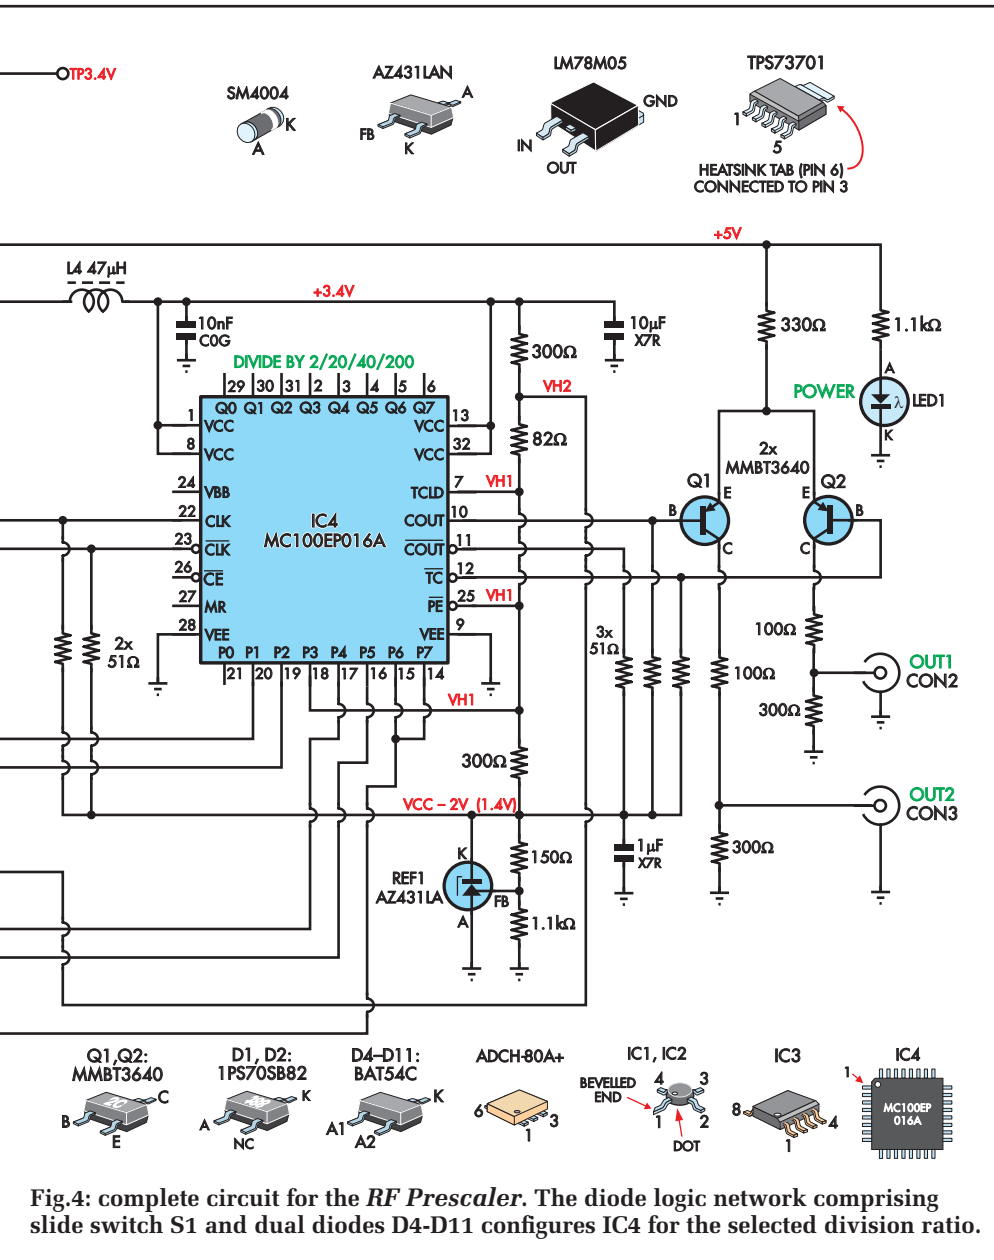 TP3.4V
SM4004
K
A
AZ431LAN
A
FB
K
LM78M05
GND
IN
OUT
TPS73701
1
5
HEATSINK TAB (PIN 6)
CONNECTED TO PIN 3
+5V
L4 47µH
+3.4V
10nF
C0G
10µF
X7R
300Ω
330Ω
1.1kΩ
DIVIDE BY 2/20/40/200
VH2
POWER
A
λ
LED1
K
29 30 31 2 3 4 5 6
Q0 Q1 Q2 Q3 Q4 Q5 Q6 Q7
1 VCC
VCC 13
8 VCC
VCC 32
82Ω
2x
MMBT3640
24 VBB
TCLD 7
VH1
Q1
E
B
C
Q2
E
B
C
22 CLK
COUT 10
IC4
MC100EP016A
23 CLK
COUT 11
26 CE
TC 12
27 MR
PE 25
VH1
28 VEE
VEE 9
P0 P1 P2 P3 P4 P5 P6 P7
21 20 19 18 17 16 15 14
2x
51Ω
3x
51Ω
100Ω
100Ω
OUT1
CON2
300Ω
VH1
300Ω
VCC – 2V (1.4V)
OUT2
CON3
K
REF1
AZ431LA
FB
A
150Ω
1µF
X7R
300Ω
1.1kΩ
Q1,Q2:
MMBT3640
2C
C
B
E
D1, D2:
1PS70SB82
K
A
NC
D4–D11:
BAT54C
K
A1
A2
ADCH-80A+
6
3
1
IC1, IC2
BEVELLED
END
4
3
1
2
DOT
IC3
8
4
1
IC4
1
MC100EP
016A
Fig.4: complete circuit for the RF Prescaler. The diode logic network comprising
slide switch S1 and dual diodes D4-D11 configures IC4 for the selected division ratio.